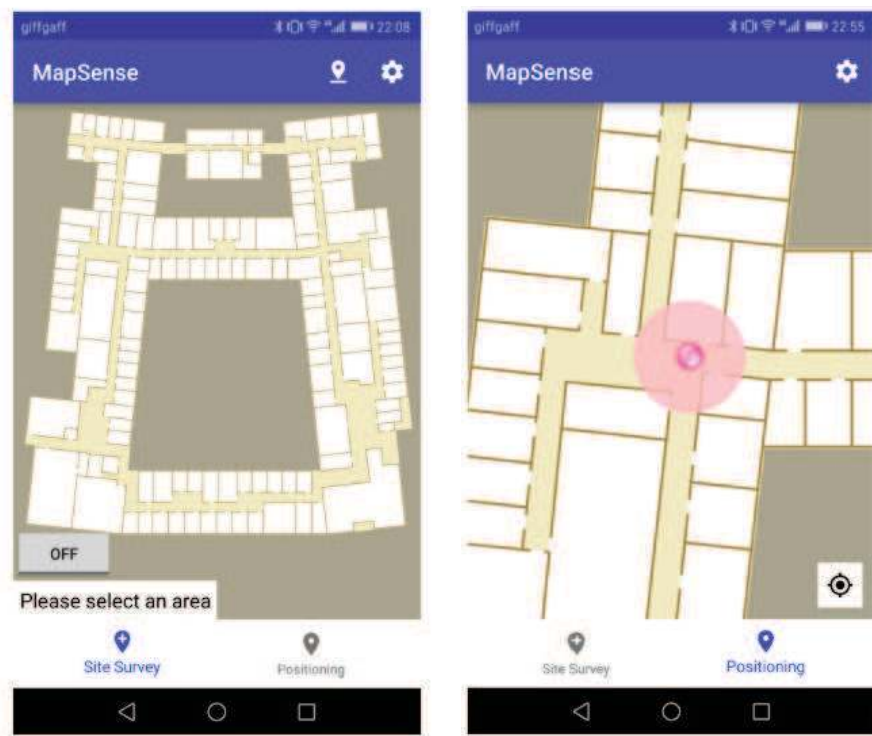 giffgaff 22:08
MapSense
OFF
Please select an area
Site Survey Positioning
giffgaff 22:55
MapSense
Site Survey Positioning